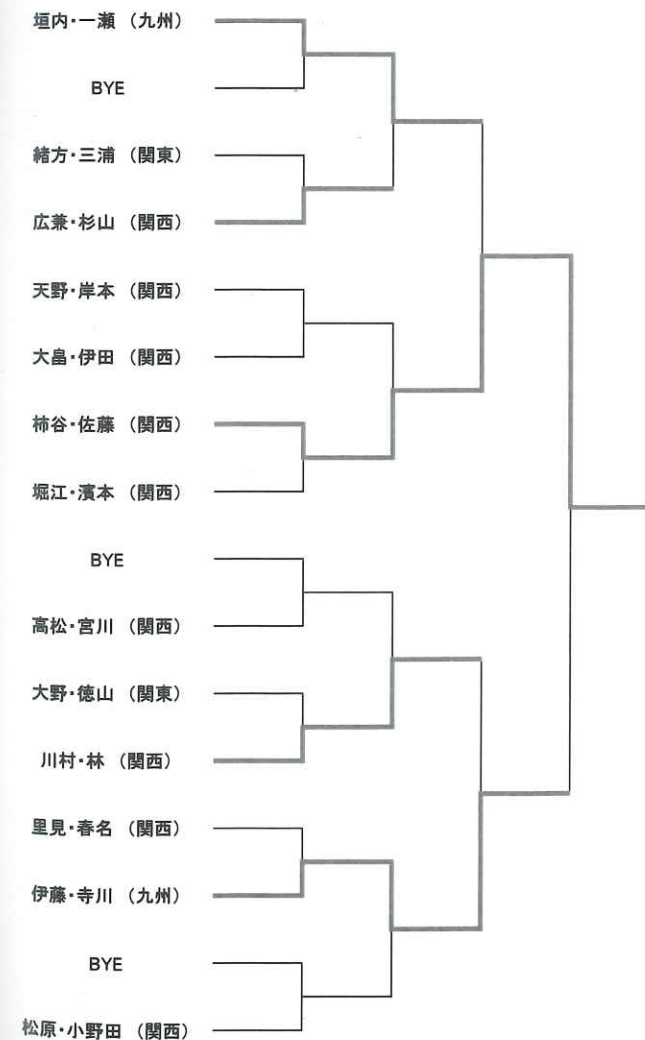 垣内・一瀬 （九州）
BYE
緒方・三浦 （関東）
広兼・杉山 （関西）
天野・岸本 （関西）
大畠・伊田 （関西）
柿谷・佐藤 （関西）
堀江・濱本 （関西）
BYE
高松・宮川 （関西）
大野・徳山 （関東）
川村・林 （関西）
里見・春名 （関西）
伊藤・寺川 （九州）
BYE
松原・小野田 （関西）